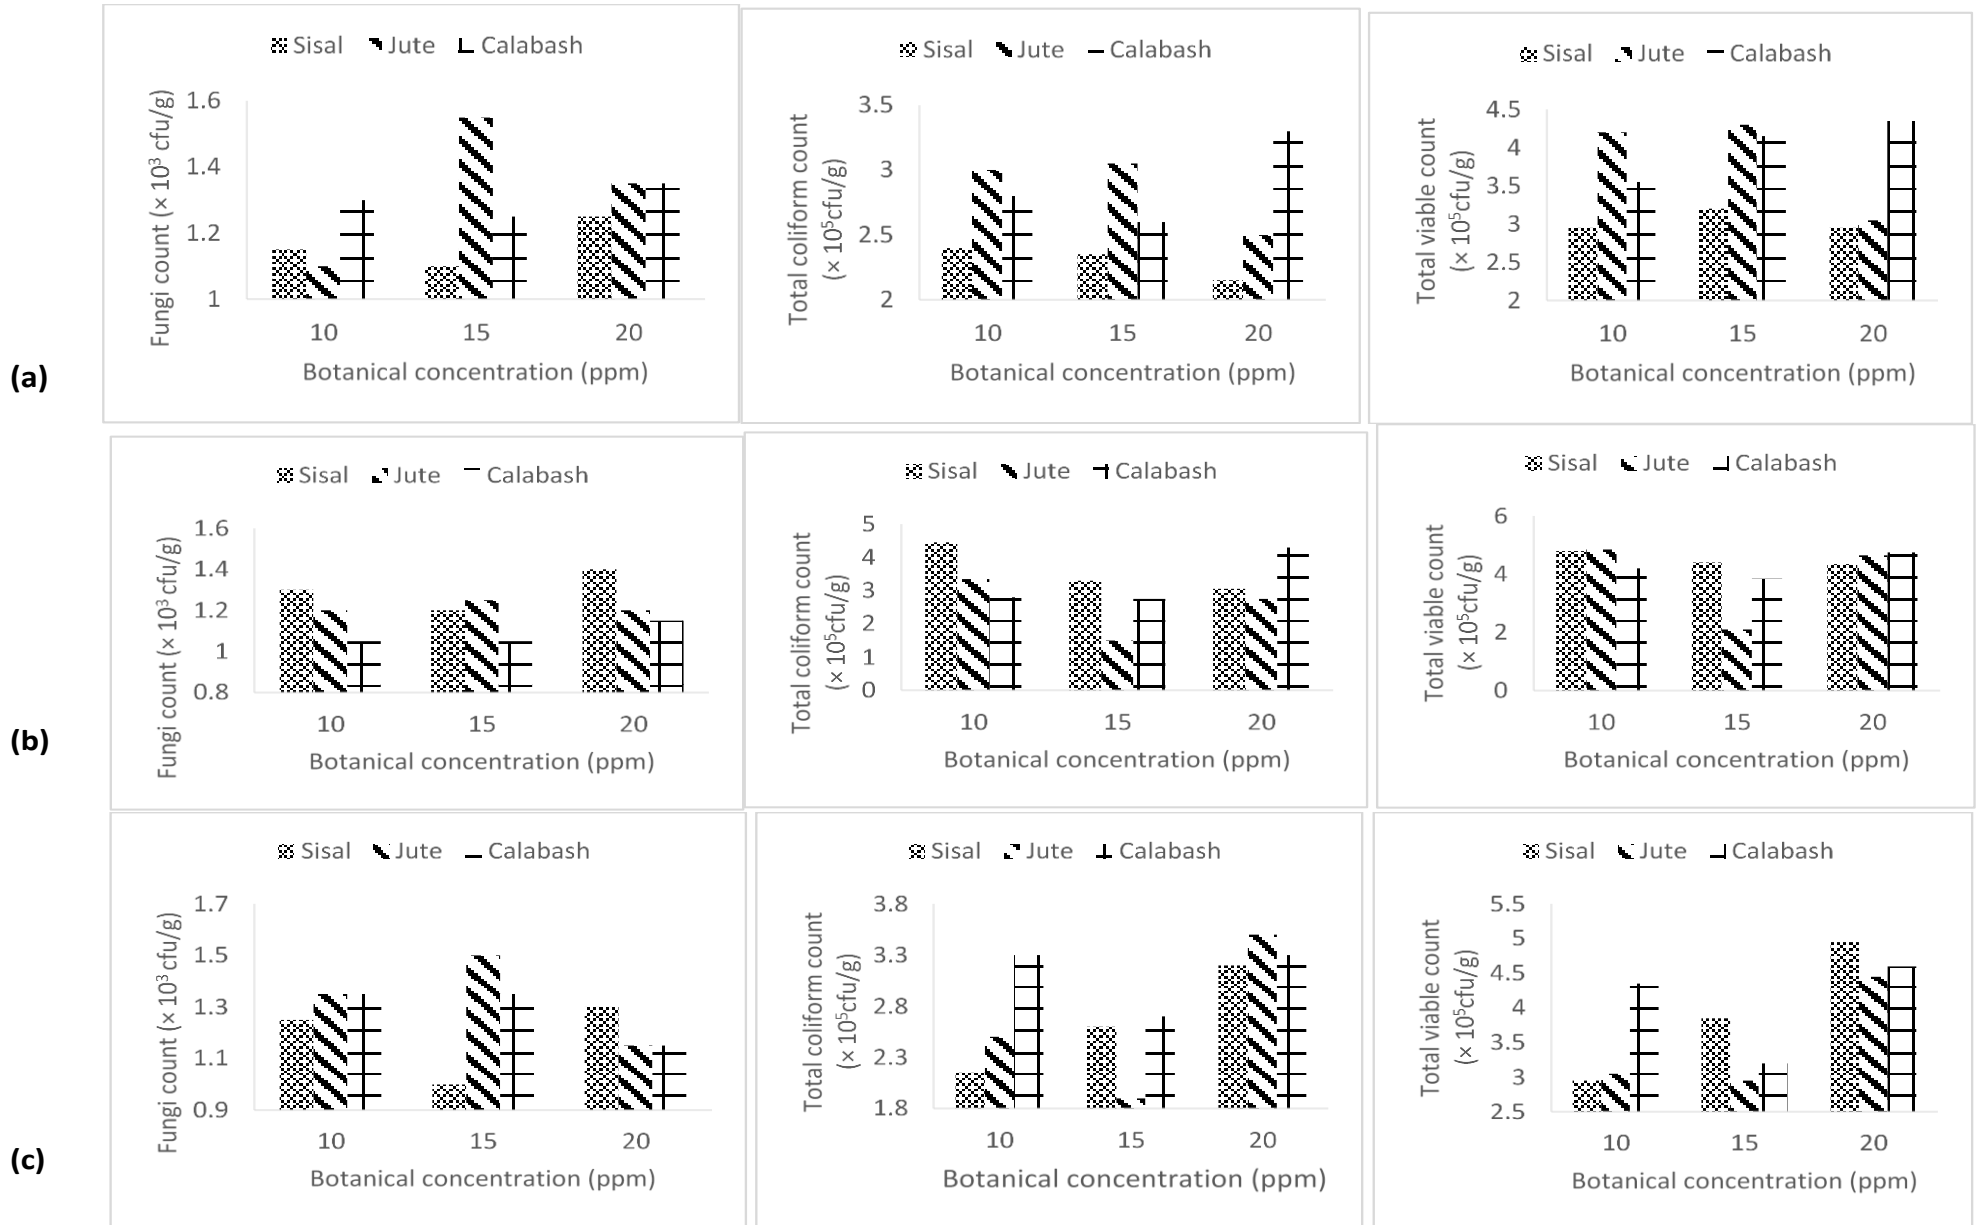 Sisal Jute Calabash
Fungi count (× 10³ cfu/g)
1.6
1.4
1.2
1
10 15 20
Botanical concentration (ppm)
Sisal Jute Calabash
Total coliform count
(× 10⁵cfu/g)
3.5
3
2.5
2
10 15 20
Botanical concentration (ppm)
Sisal Jute Calabash
Total viable count
(× 10⁵cfu/g)
4.5
4
3.5
3
2.5
2
10 15 20
Botanical concentration (ppm)
(a)
Sisal Jute Calabash
Fungi count (× 10³ cfu/g)
1.6
1.4
1.2
1
0.8
10 15 20
Botanical concentration (ppm)
Sisal Jute Calabash
Total coliform count
(× 10⁵cfu/g)
5
4
3
2
1
0
10 15 20
Botanical concentration (ppm)
Sisal Jute Calabash
Total viable count
(× 10⁵cfu/g)
6
4
2
0
10 15 20
Botanical concentration (ppm)
(b)
Sisal Jute Calabash
Fungi count (× 10³ cfu/g)
1.7
1.5
1.3
1.1
0.9
10 15 20
Botanical concentration (ppm)
Sisal Jute Calabash
Total coliform count
(× 10⁵cfu/g)
3.8
3.3
2.8
2.3
1.8
10 15 20
Botanical concentration (ppm)
Sisal Jute Calabash
Total viable count
(× 10⁵cfu/g)
5.5
5
4.5
4
3.5
3
2.5
10 15 20
Botanical concentration (ppm)
(c)